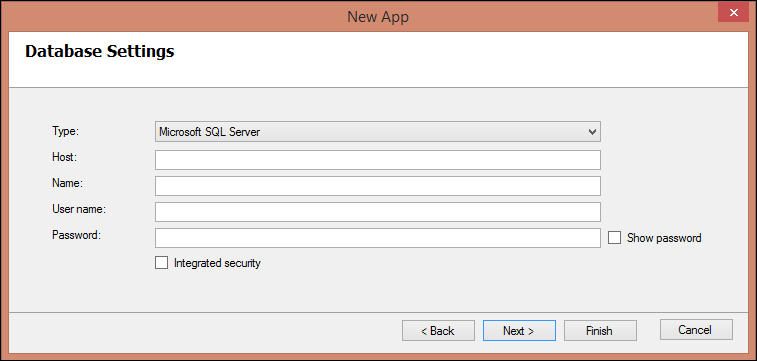 New App
Database Settings
Type: Microsoft SQL Server
Host:
Name:
User name:
Password: Show password
Integrated security
< Back Next > Finish Cancel